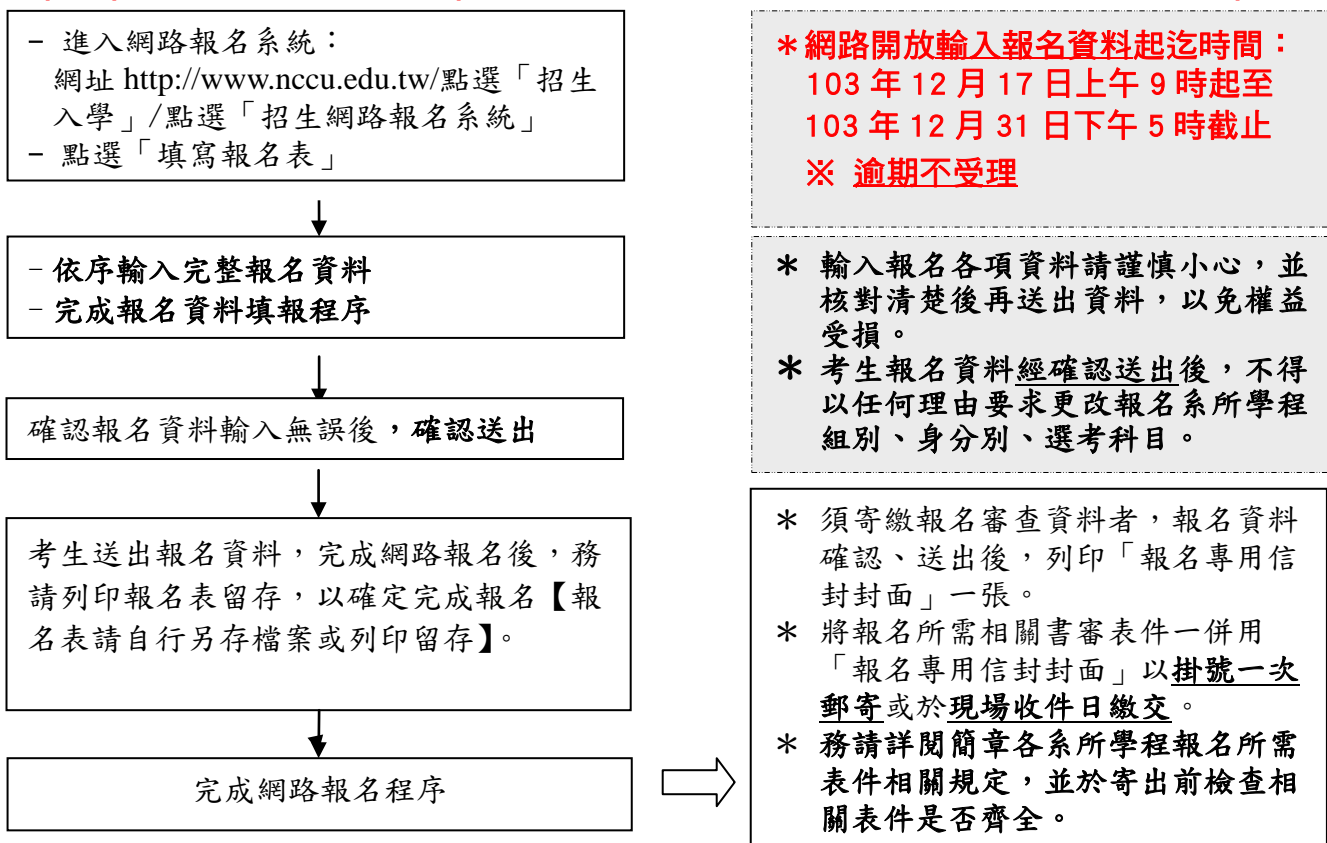 - 進入網路報名系統：
網址 http://www.nccu.edu.tw/點選「招生
入學」/點選「招生網路報名系統」
- 點選「填寫報名表」
-依序輸入完整報名資料
-完成報名資料填報程序
確認報名資料輸入無誤後，確認送出
考生送出報名資料，完成網路報名後，務
請列印報名表留存，以確定完成報名【報
名表請自行另存檔案或列印留存】。
完成網路報名程序
＊網路開放輸入報名資料起迄時間：
103 年 12 月 17 日上午 9 時起至
103 年 12 月 31 日下午 5 時截止
※ 逾期不受理
＊ 輸入報名各項資料請謹慎小心，並
核對清楚後再送出資料，以免權益
受損。
＊ 考生報名資料經確認送出後，不得
以任何理由要求更改報名系所學程
組別、身分別、選考科目。
＊ 須寄繳報名審查資料者，報名資料
確認、送出後，列印「報名專用信
封封面」一張。
＊ 將報名所需相關書審表件一併用
「報名專用信封封面」以掛號一次
郵寄或於現場收件日繳交。
＊ 務請詳閱簡章各系所學程報名所需
表件相關規定，並於寄出前檢查相
關表件是否齊全。